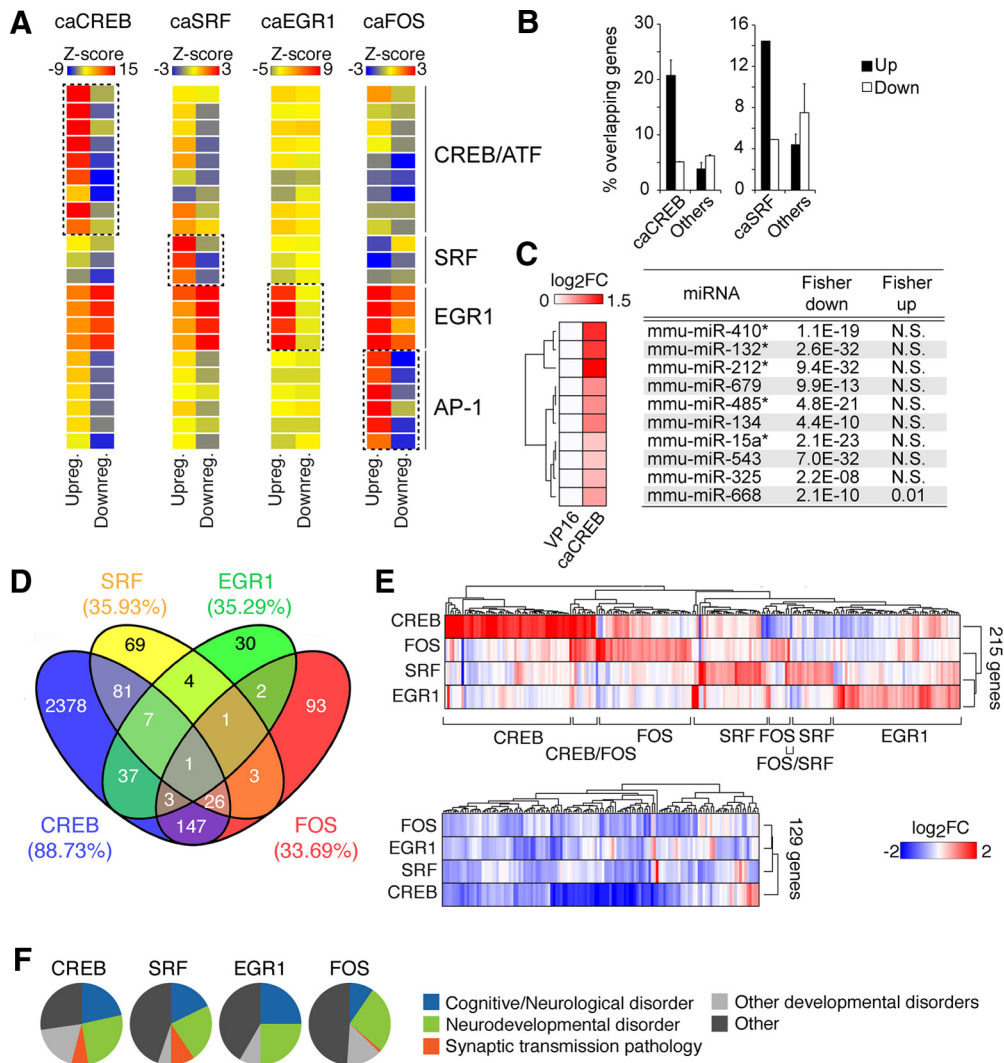 A
caCREB caSRF caEGR1 caFOS
Z-score Z-score Z-score Z-score
-9 15 -3 3 -5 9 -3 3
CREB/ATF
SRF
EGR1
AP-1
Upreg. Downreg. Upreg. Downreg. Upreg. Downreg. Upreg. Downreg.
B
% overlapping genes
30
20
10
0
caCREB Others
16
12
8
4
0
caSRF Others
Up
Down
C
log2FC
0 1.5
VP16 caCREB
miRNA Fisher down Fisher up
mmu-miR-410* 1.1E-19 N.S.
mmu-miR-132* 2.6E-32 N.S.
mmu-miR-212* 9.4E-32 N.S.
mmu-miR-679 9.9E-13 N.S.
mmu-miR-485* 4.8E-21 N.S.
mmu-miR-134 4.4E-10 N.S.
mmu-miR-15a* 2.1E-23 N.S.
mmu-miR-543 7.0E-32 N.S.
mmu-miR-325 2.2E-08 N.S.
mmu-miR-668 2.1E-10 0.01
D
SRF EGR1
(35.93%) (35.29%)
69 30
2378 81 4 2 93
7 1
1
37 3
3 26
147
CREB FOS
(88.73%) (33.69%)
E
CREB
FOS
SRF
EGR1
215 genes
CREB CREB/FOS FOS SRF FOS SRF EGR1
FOS/SRF
FOS
EGR1
SRF
CREB
129 genes
log2FC
-2 2
F
CREB SRF EGR1 FOS
Cognitive/Neurological disorder
Neurodevelopmental disorder
Synaptic transmission pathology
Other developmental disorders
Other